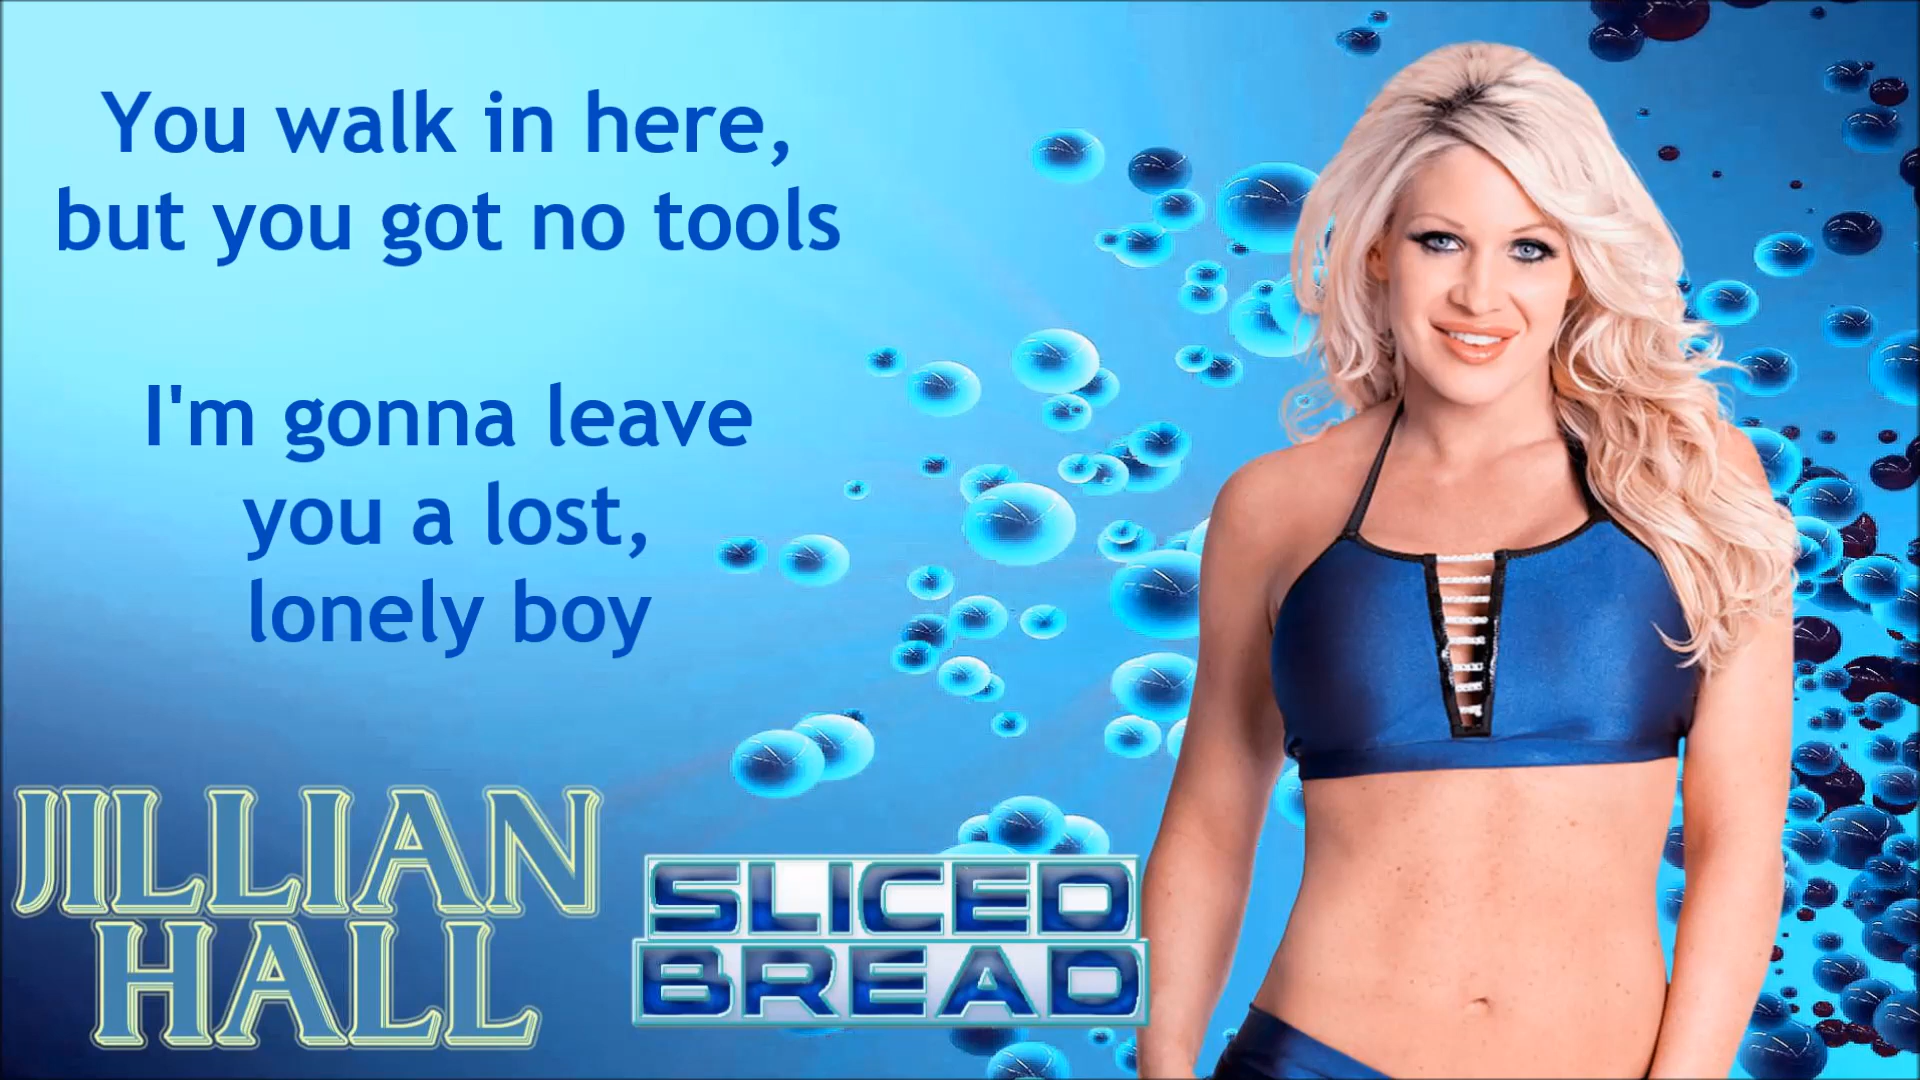 You walk in here,
but you got no tools
I'm gonna leave
you a lost,
lonely boy
JILLIAN
HALL
SLICED
BREAD